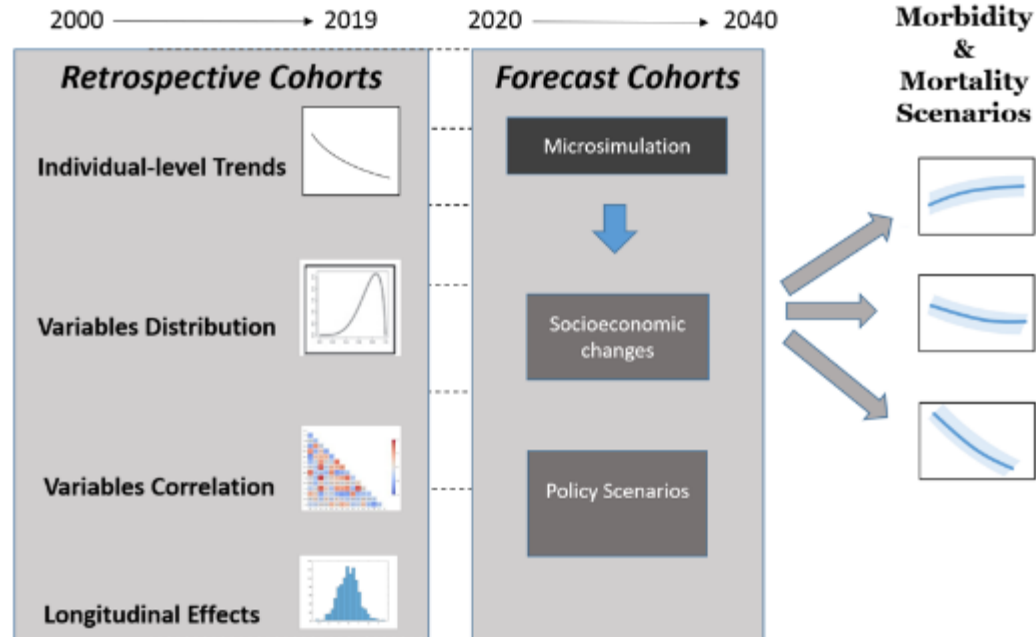 2000
2019
2020
2040
Retrospective Cohorts
Individual-level Trends
Variables Distribution
Variables Correlation
Longitudinal Effects
Forecast Cohorts
Microsimulation
Socioeconomic
changes
Policy Scenarios
Morbidity
&
Mortality
Scenarios